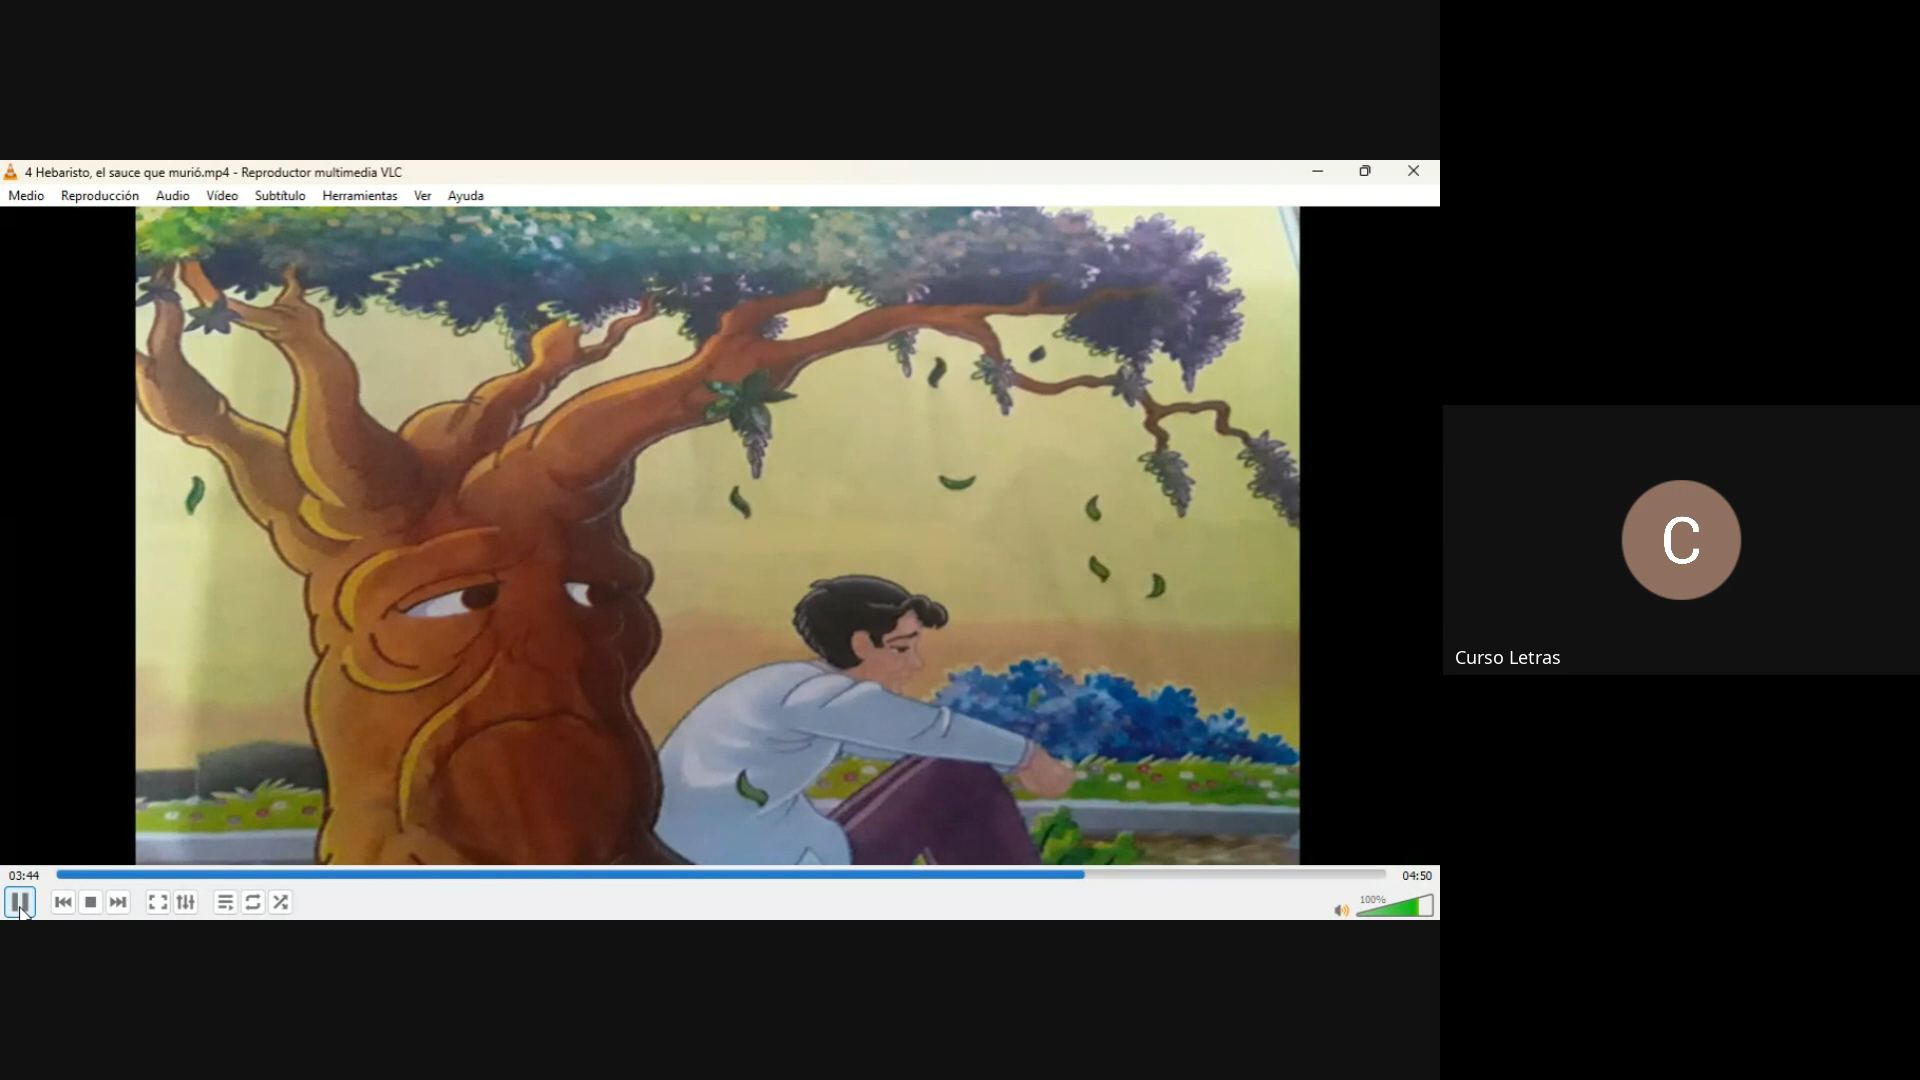 4 Hebaristo, el sauce que murió.mp4 - Reproductor multimedia VLC
Medio Reproducción Audio Vídeo Subtítulo Herramientas Ver Ayuda
C
Curso Letras
03:44
04:50
100%